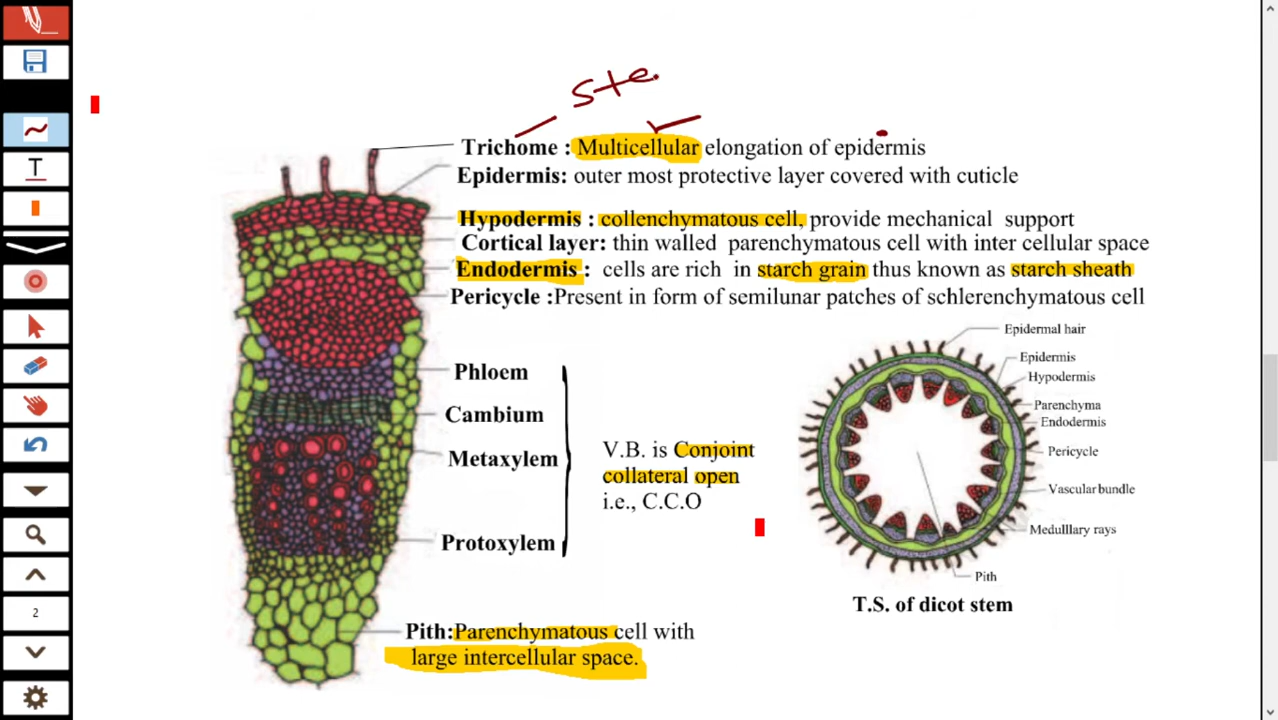 ste.
Trichome : Multicellular elongation of epidermis
Epidermis: outer most protective layer covered with cuticle
Hypodermis : collenchymatous cell, provide mechanical support
Cortical layer: thin walled parenchymatous cell with inter cellular space
Endodermis : cells are rich in starch grain thus known as starch sheath
Pericycle :Present in form of semilunar patches of schlerenchymatous cell
Phloem
Cambium
Metaxylem
Protoxylem
V.B. is Conjoint
collateral open
i.e., C.C.O
Pith:Parenchymatous cell with
large intercellular space.
Epidermal hair
Epidermis
Hypodermis
Parenchyma
Endodermis
Pericycle
Vascular bundle
Medulllary rays
Pith
T.S. of dicot stem
T
2